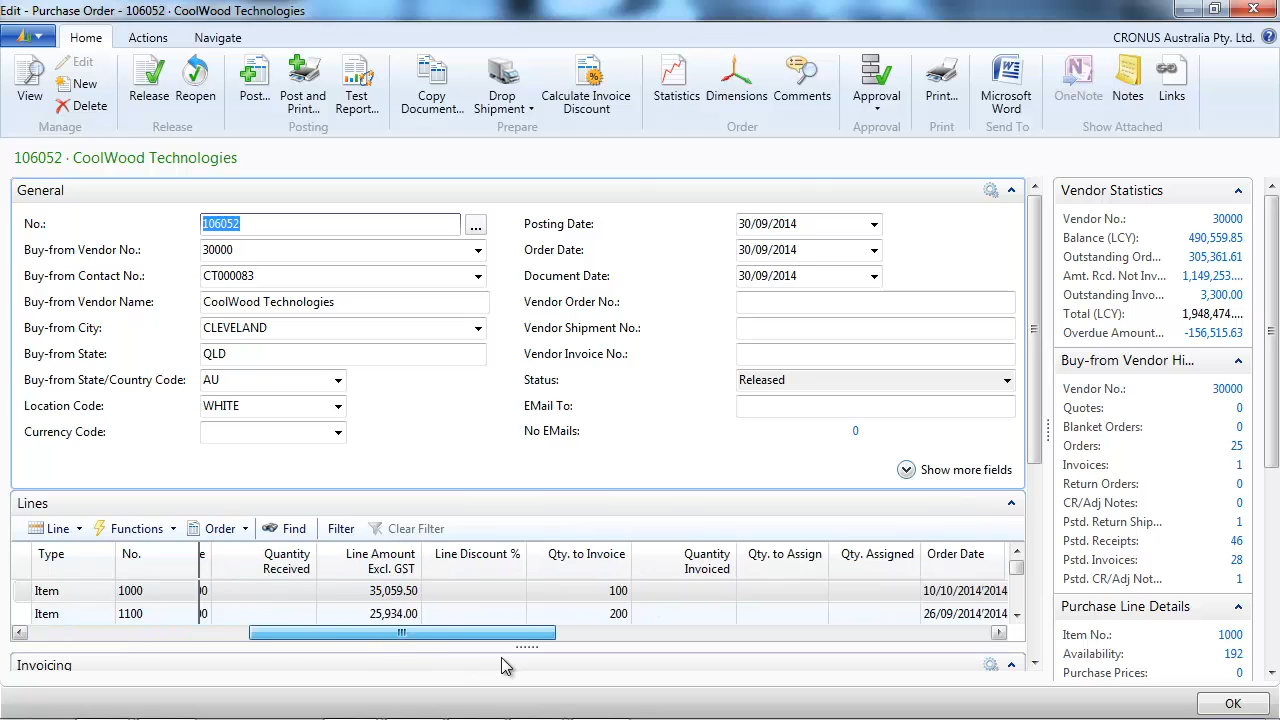 Edit - Purchase Order - 106052 · CoolWood Technologies
Home Actions Navigate CRONUS Australia Pty. Ltd.
View Edit New Delete Manage
Release Reopen Release
Post... Post and Print... Test Report... Posting
Copy Document... Drop Shipment Calculate Invoice Discount Prepare
Statistics Dimensions Comments Order
Approval Approval
Print... Print
Microsoft Word Send To
OneNote Notes Links Show Attached
106052 · CoolWood Technologies
General
No.: 106052 ...
Buy-from Vendor No.: 30000
Buy-from Contact No.: CT000083
Buy-from Vendor Name: CoolWood Technologies
Buy-from City: CLEVELAND
Buy-from State: QLD
Buy-from State/Country Code: AU
Location Code: WHITE
Currency Code:
Posting Date: 30/09/2014
Order Date: 30/09/2014
Document Date: 30/09/2014
Vendor Order No.:
Vendor Shipment No.:
Vendor Invoice No.:
Status: Released
EMail To:
No EMails: 0
Show more fields
Lines
Line Functions Order Find Filter Clear Filter
Type No. e Quantity Received Line Amount Excl. GST Line Discount % Qty. to Invoice Quantity Invoiced Qty. to Assign Qty. Assigned Order Date
Item 1000 00 35,059.50 100 10/10/2014'2014
Item 1100 00 25,934.00 200 26/09/2014'2014
Invoicing
Vendor Statistics
Vendor No.: 30000
Balance (LCY): 490,559.85
Outstanding Ord... 305,361.61
Amt. Rcd. Not Inv... 1,149,253....
Outstanding Invo... 3,300.00
Total (LCY): 1,948,474....
Overdue Amount... -156,515.63
Buy-from Vendor Hi...
Vendor No.: 30000
Quotes: 0
Blanket Orders: 0
Orders: 25
Invoices: 1
Return Orders: 0
CR/Adj Notes: 0
Pstd. Return Ship... 1
Pstd. Receipts: 46
Pstd. Invoices: 28
Pstd. CR/Adj Not... 1
Purchase Line Details
Item No.: 1000
Availability: 192
Purchase Prices: 0
OK